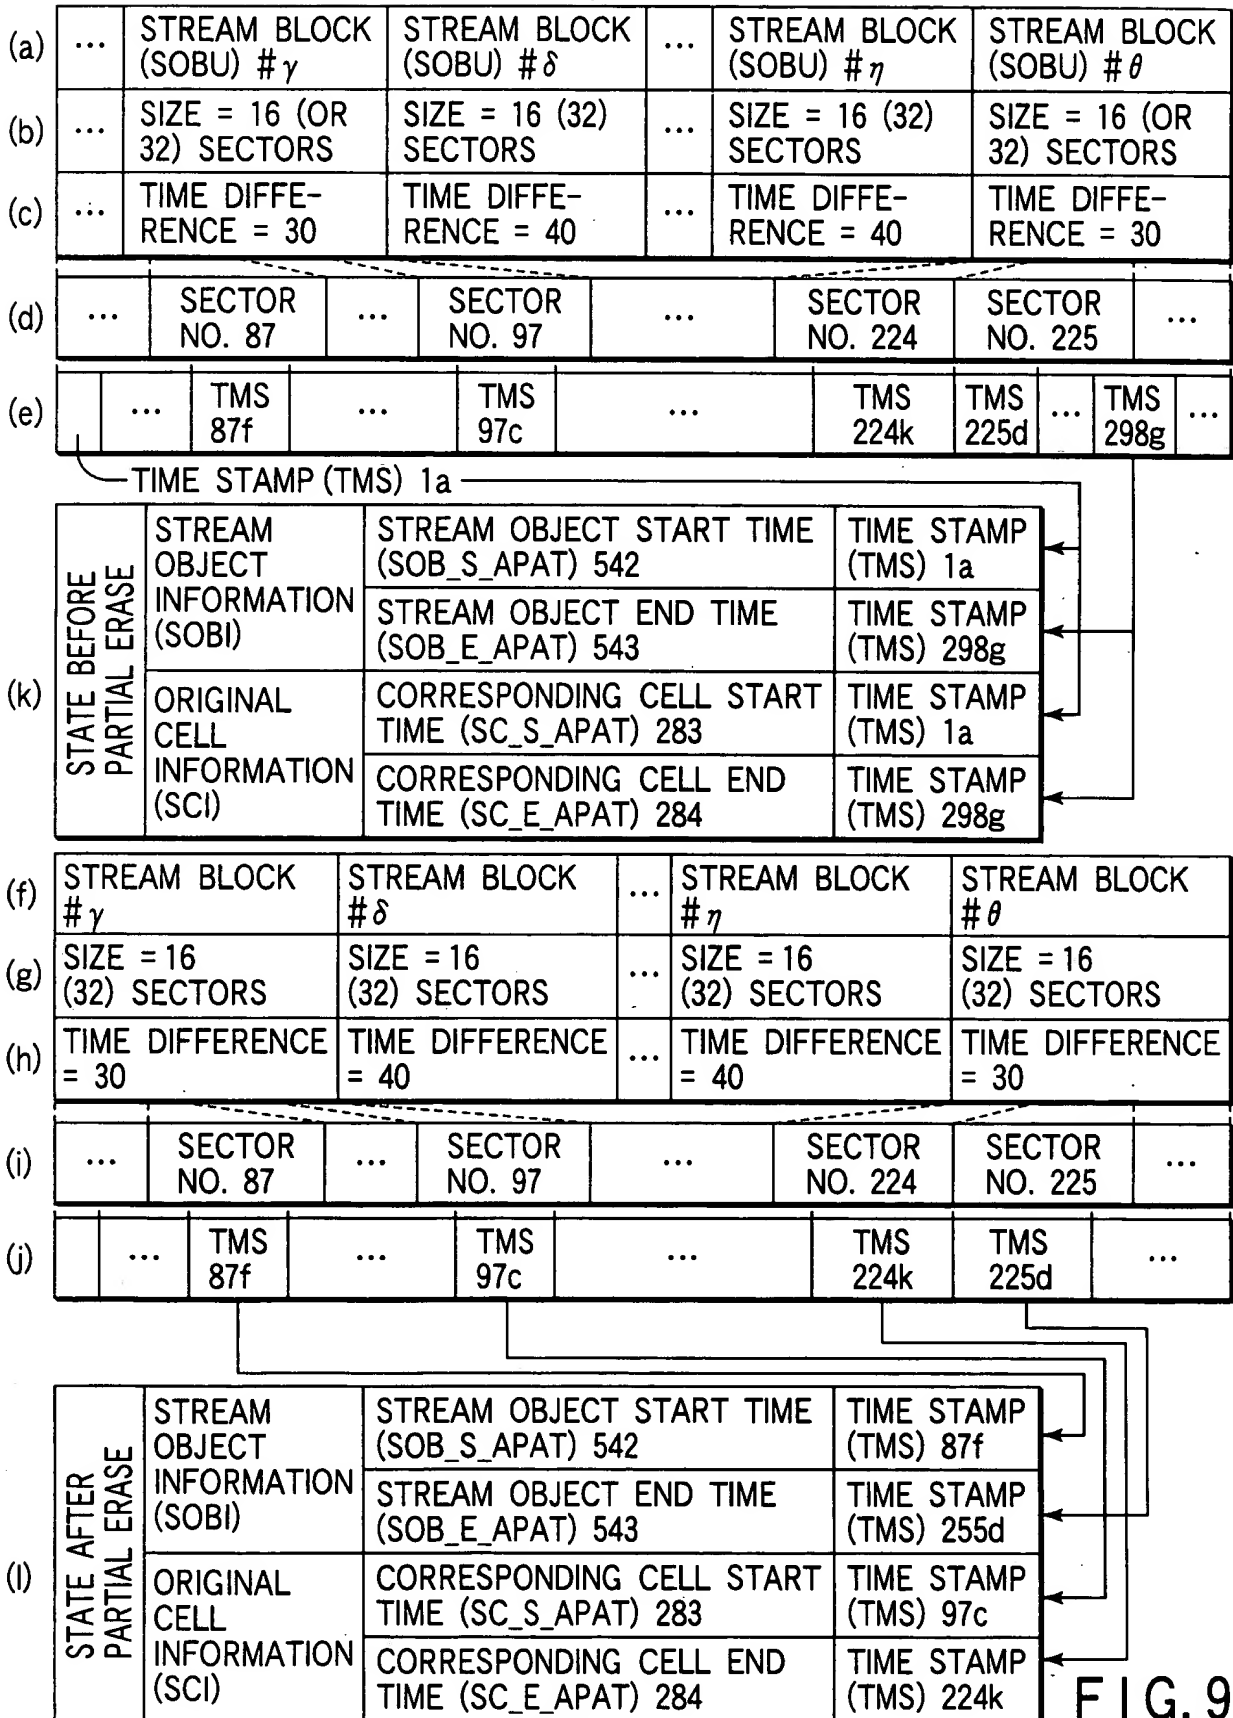 (a) ... STREAM BLOCK (SOBU) #γ STREAM BLOCK (SOBU) #δ ... STREAM BLOCK (SOBU) #η STREAM BLOCK (SOBU) #θ
(b) ... SIZE = 16 (OR 32) SECTORS SIZE = 16 (32) SECTORS ... SIZE = 16 (32) SECTORS SIZE = 16 (OR 32) SECTORS
(c) ... TIME DIFFE-RENCE = 30 TIME DIFFE-RENCE = 40 ... TIME DIFFE-RENCE = 40 TIME DIFFE-RENCE = 30
(d) ... SECTOR NO. 87 ... SECTOR NO. 97 ... SECTOR NO. 224 SECTOR NO. 225 ...
(e) ... TMS 87f ... TMS 97c ... TMS 224k TMS 225d ... TMS 298g ...
TIME STAMP (TMS) 1a
(k)
STATE BEFORE
PARTIAL ERASE
STREAM
OBJECT
INFORMATION
(SOBI)
STREAM OBJECT START TIME
(SOB_S_APAT) 542
TIME STAMP
(TMS) 1a
STREAM OBJECT END TIME
(SOB_E_APAT) 543
TIME STAMP
(TMS) 298g
ORIGINAL
CELL
INFORMATION
(SCI)
CORRESPONDING CELL START
TIME (SC_S_APAT) 283
TIME STAMP
(TMS) 1a
CORRESPONDING CELL END
TIME (SC_E_APAT) 284
TIME STAMP
(TMS) 298g
(f) STREAM BLOCK #γ STREAM BLOCK #δ ... STREAM BLOCK #η STREAM BLOCK #θ
(g) SIZE = 16 (32) SECTORS SIZE = 16 (32) SECTORS ... SIZE = 16 (32) SECTORS SIZE = 16 (32) SECTORS
(h) TIME DIFFERENCE = 30 TIME DIFFERENCE = 40 ... TIME DIFFERENCE = 40 TIME DIFFERENCE = 30
(i) ... SECTOR NO. 87 ... SECTOR NO. 97 ... SECTOR NO. 224 SECTOR NO. 225 ...
(j) ... TMS 87f ... TMS 97c ... TMS 224k TMS 225d ...
(l)
STATE AFTER
PARTIAL ERASE
STREAM
OBJECT
INFORMATION
(SOBI)
STREAM OBJECT START TIME
(SOB_S_APAT) 542
TIME STAMP
(TMS) 87f
STREAM OBJECT END TIME
(SOB_E_APAT) 543
TIME STAMP
(TMS) 255d
ORIGINAL
CELL
INFORMATION
(SCI)
CORRESPONDING CELL START
TIME (SC_S_APAT) 283
TIME STAMP
(TMS) 97c
CORRESPONDING CELL END
TIME (SC_E_APAT) 284
TIME STAMP
(TMS) 224k
FIG. 9